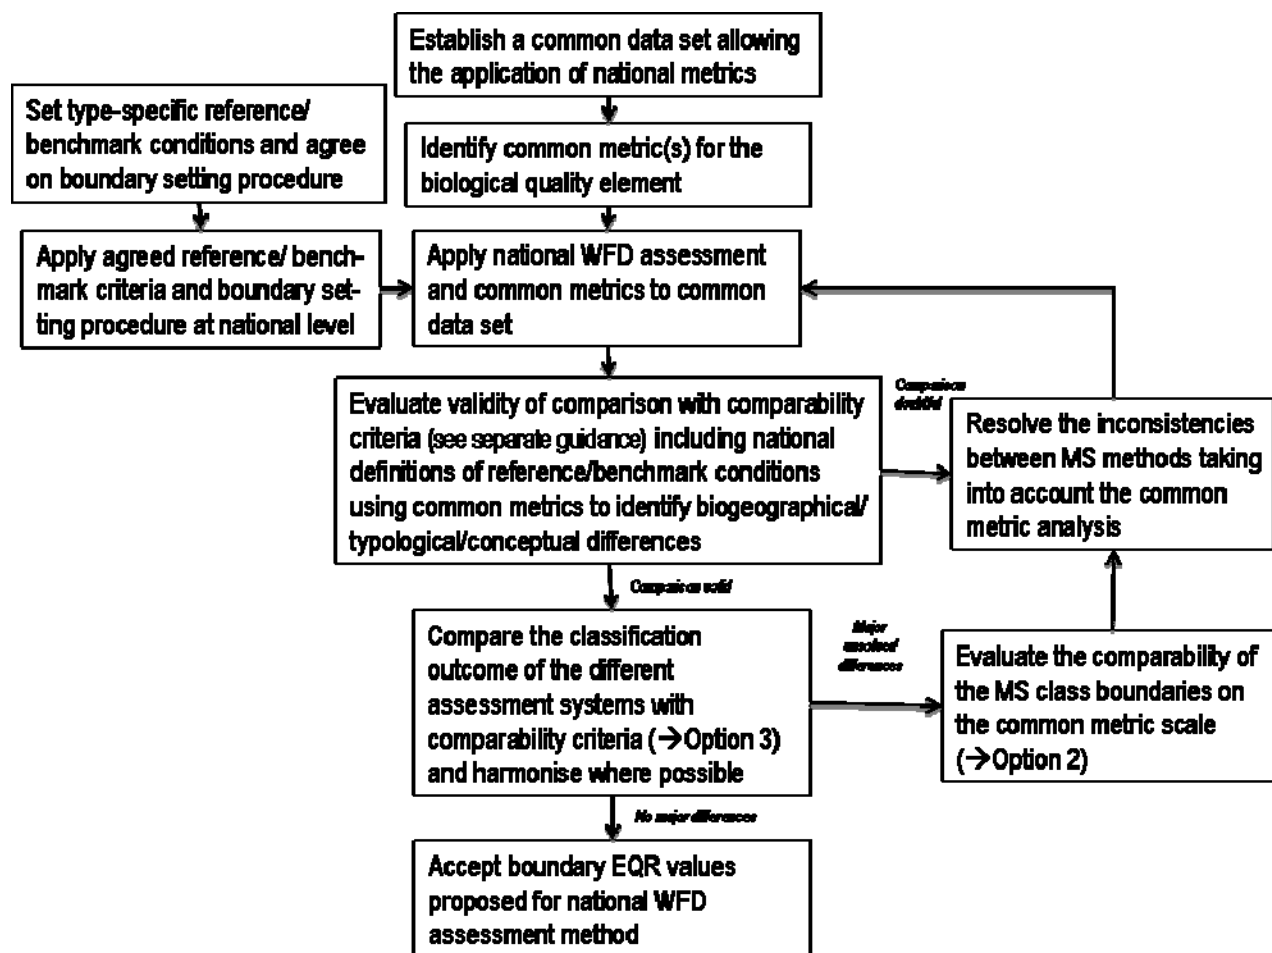 Establish a common data set allowing
the application of national metrics
Set type-specific reference/
benchmark conditions and agree
on boundary setting procedure
Identify common metric(s) for the
biological quality element
Apply agreed reference/ bench-
mark criteria and boundary set-
ting procedure at national level
Apply national WFD assessment
and common metrics to common
data set
Evaluate validity of comparison with comparability
criteria (see separate guidance) including national
definitions of reference/benchmark conditions
using common metrics to identify biogeographical/
typological/conceptual differences
Comparison
doubtful
Resolve the inconsistencies
between MS methods taking
into account the common
metric analysis
Comparison valid
Compare the classification
outcome of the different
assessment systems with
comparability criteria (→Option 3)
and harmonise where possible
Major
unsolved
differences
Evaluate the comparability of
the MS class boundaries on
the common metric scale
(→Option 2)
No major differences
Accept boundary EQR values
proposed for national WFD
assessment method